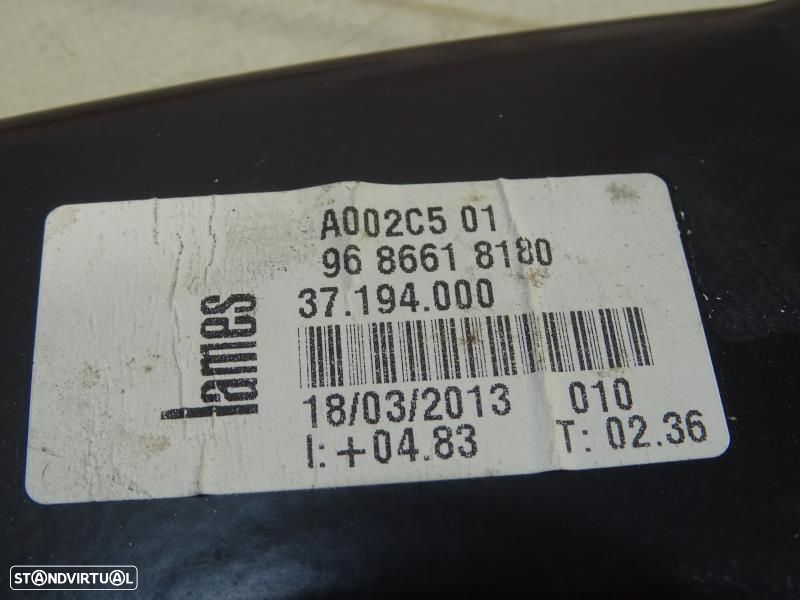 A002C5 01
96 8661 8180
37.194.000
lames
18/03/2013 010
I: +04.83 T: 02.36
STANDVIRTUAL